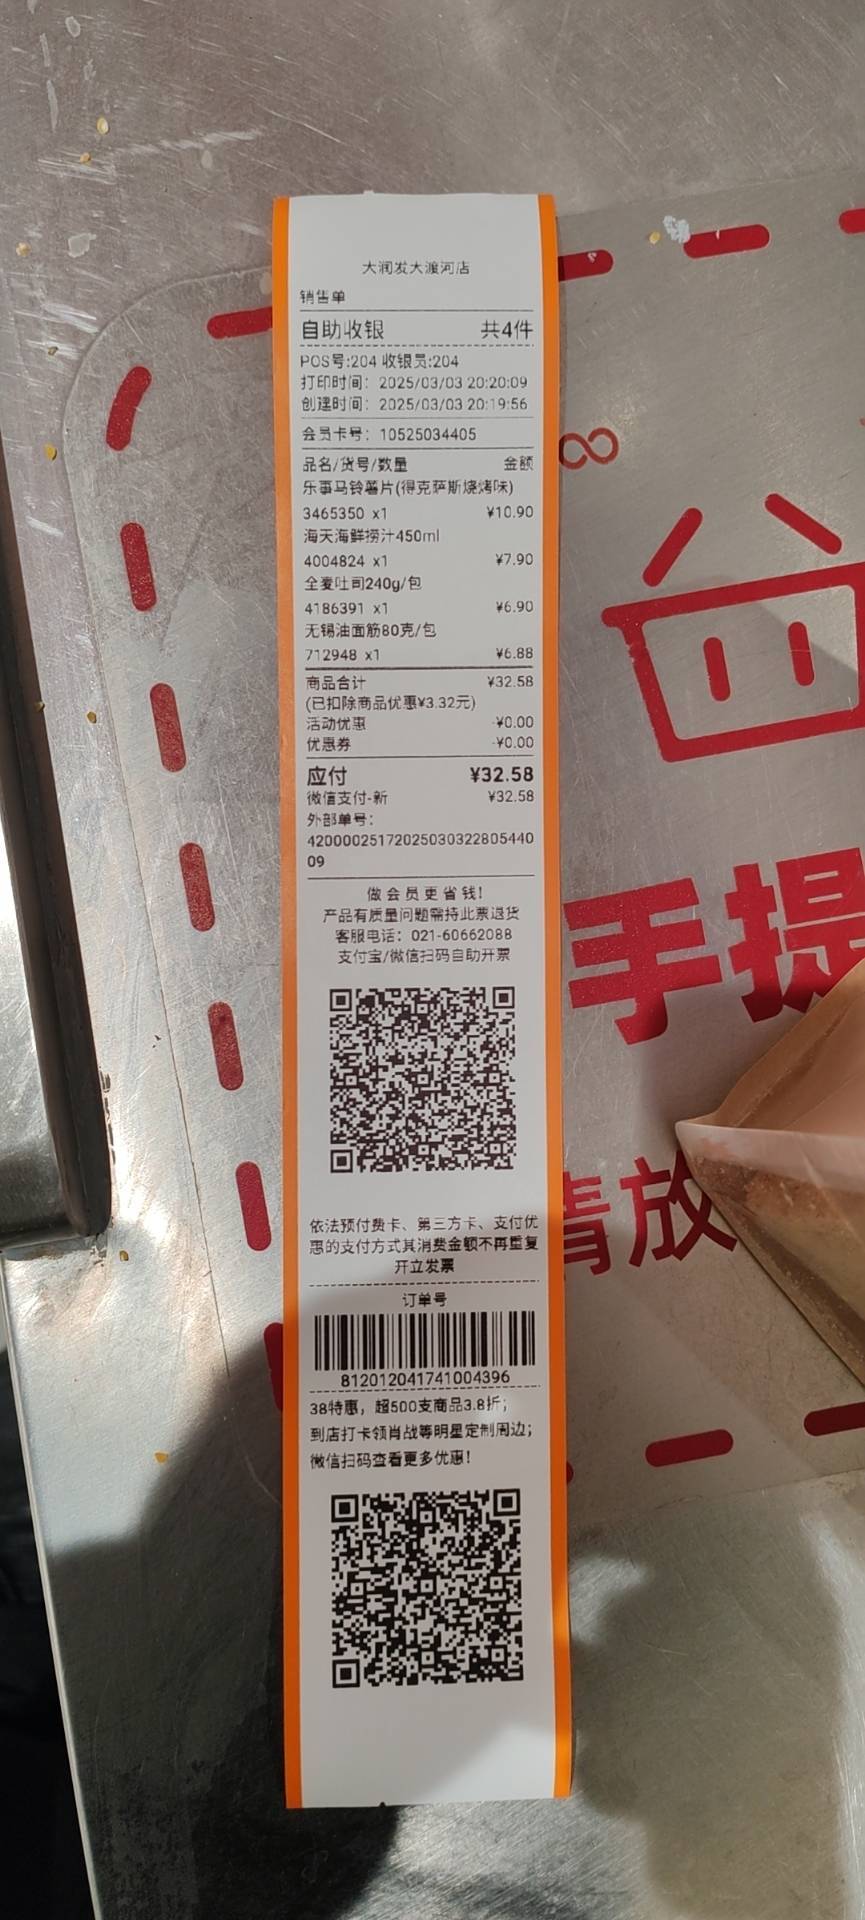 大润发大渡河店
销售单
自助收银 共4件
POS号:204 收银员:204
打印时间: 2025/03/03 20:20:09
创建时间: 2025/03/03 20:19:56
会员卡号: 10525034405
品名/货号/数量 金额
乐事马铃薯片(得克萨斯烧烤味)
3465350 x1 ¥10.90
海天海鲜捞汁450ml
4004824 x1 ¥7.90
全麦吐司240g/包
4186391 x1 ¥6.90
无锡油面筋80克/包
712948 x1 ¥6.88
商品合计 ¥32.58
(已扣除商品优惠¥3.32元)
活动优惠 -¥0.00
优惠券 -¥0.00
应付 ¥32.58
微信支付-新 ¥32.58
外部单号:
42000025172025030322805440
09
做会员更省钱!
产品有质量问题需持此票退货
客服电话: 021-60662088
支付宝/微信扫码自助开票
依法预付费卡、第三方卡、支付优
惠的支付方式其消费金额不再重复
开立发票
订单号
812012041741004396
38特惠, 超500支商品3.8折;
到店打卡领肖战等明星定制周边;
微信扫码查看更多优惠!
手提
请放